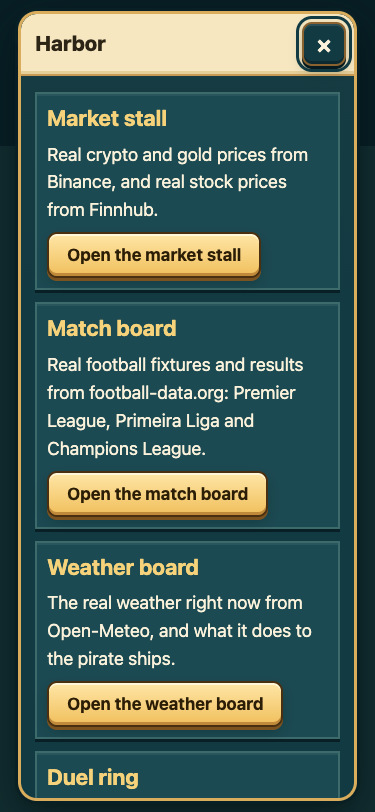 Harbor
×
Market stall
Real crypto and gold prices from
Binance, and real stock prices
from Finnhub.
Open the market stall
Match board
Real football fixtures and results
from football-data.org: Premier
League, Primeira Liga and
Champions League.
Open the match board
Weather board
The real weather right now from
Open-Meteo, and what it does to
the pirate ships.
Open the weather board
Duel ring